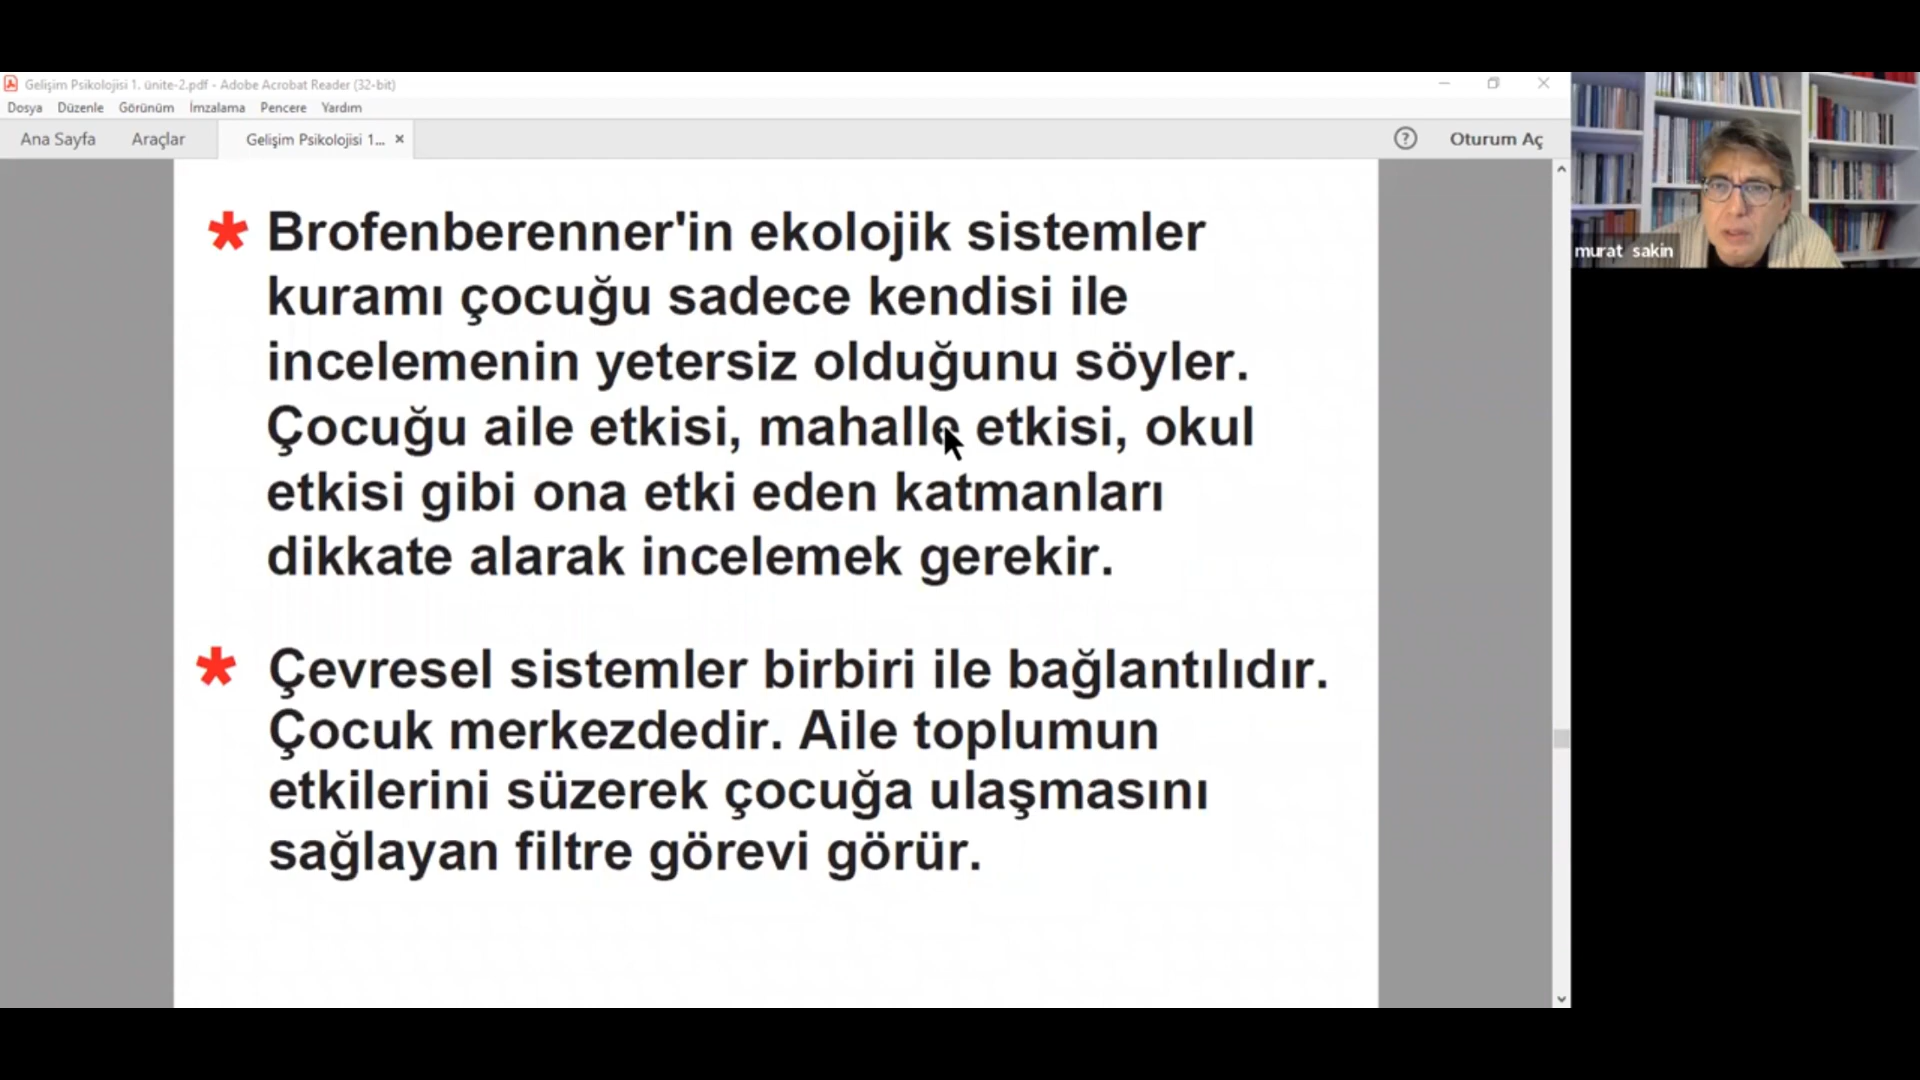 Gelişim Psikolojisi 1. ünite-2.pdf - Adobe Acrobat Reader (32-bit)
Dosya Düzenle Görünüm İmzalama Pencere Yardım
Ana Sayfa Araçlar Gelişim Psikolojisi 1... × ? Oturum Aç
murat sakin
* Brofenberenner'in ekolojik sistemler
kuramı çocuğu sadece kendisi ile
incelemenin yetersiz olduğunu söyler.
Çocuğu aile etkisi, mahalle etkisi, okul
etkisi gibi ona etki eden katmanları
dikkate alarak incelemek gerekir.
* Çevresel sistemler birbiri ile bağlantılıdır.
Çocuk merkezdedir. Aile toplumun
etkilerini süzerek çocuğa ulaşmasını
sağlayan filtre görevi görür.